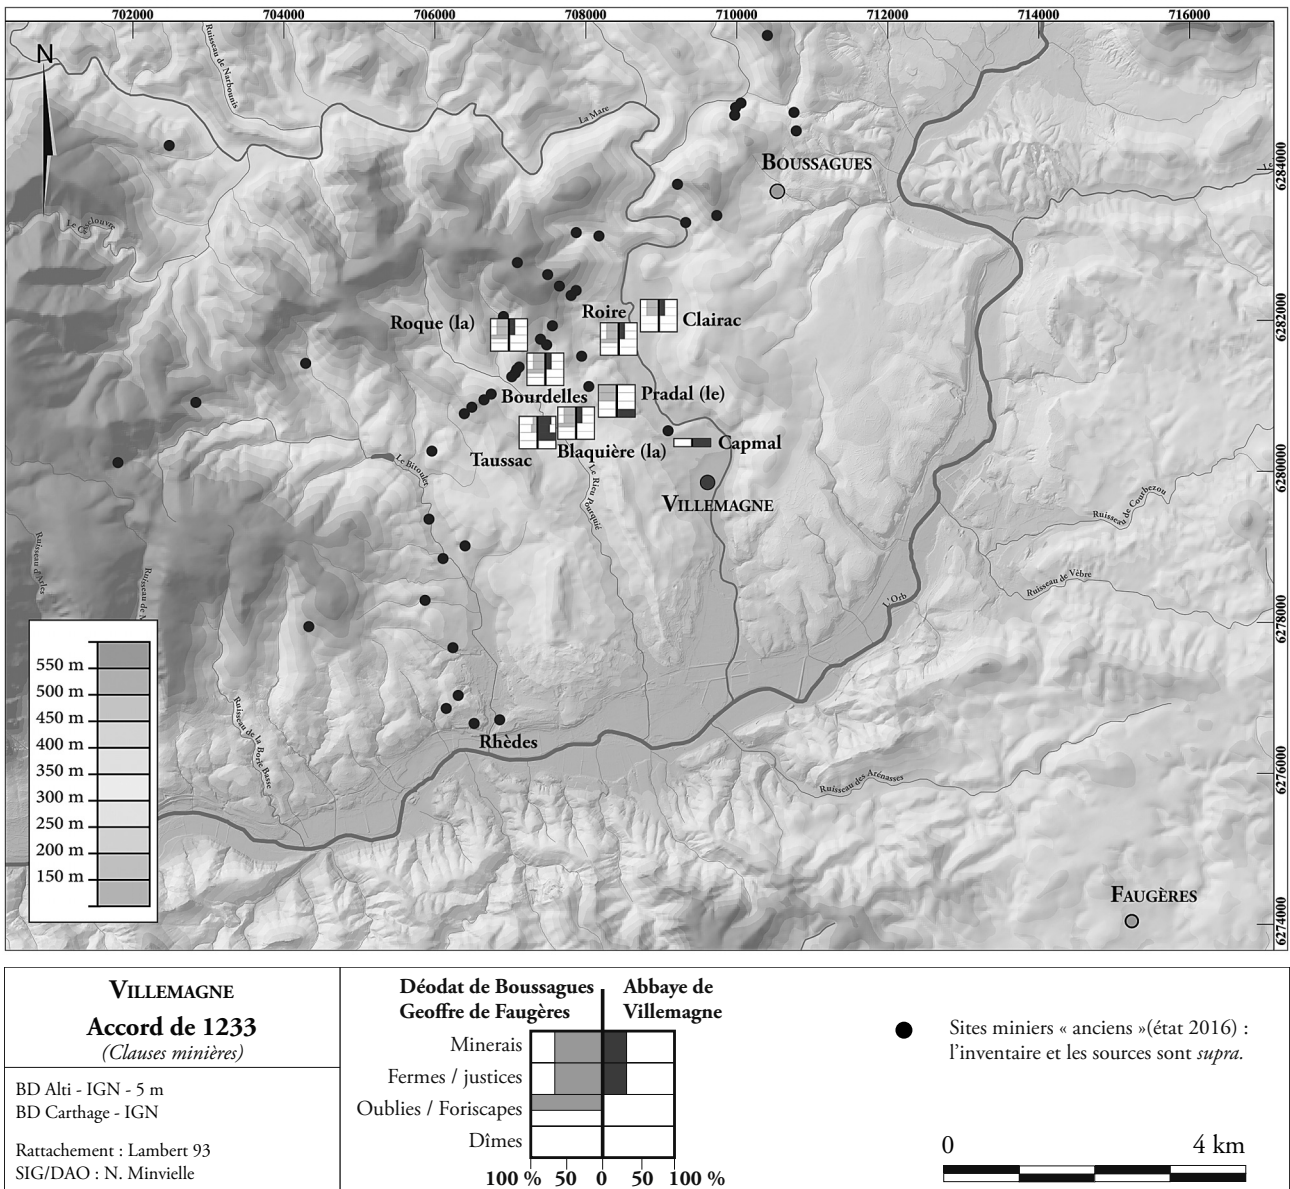 702000 704000 706000 708000 710000 712000 714000 716000
N
Ruisseau de Narbounis
La Mare
BOUSSAGUES
6284000
Roque (la)
Roire
Clairac
6282000
Bourdelles
Pradal (le)
Taussac
Blaquière (la)
Capmal
VILLEMAGNE
6280000
Le Bitoulet
Le Rieu Pourquié
Ruisseau de Courbezou
Ruisseau d'Arles
Ruisseau de
Ruisseau de Vèbre
L'Orb
6278000
550 m
500 m
450 m
400 m
350 m
300 m
250 m
200 m
150 m
Ruisseau de la Borie Basse
Rhèdes
Ruisseau des Arénasses
6276000
FAUGÈRES
6274000
VILLEMAGNE
Accord de 1233
(Clauses minières)
BD Alti - IGN - 5 m
BD Carthage - IGN
Rattachement : Lambert 93
SIG/DAO : N. Minvielle
Déodat de Boussagues
Geoffre de Faugères
Abbaye de
Villemagne
Minerais
Fermes / justices
Oublies / Foriscapes
Dîmes
100 % 50 0 50 100 %
Sites miniers « anciens »(état 2016) :
l'inventaire et les sources sont supra.
0 4 km